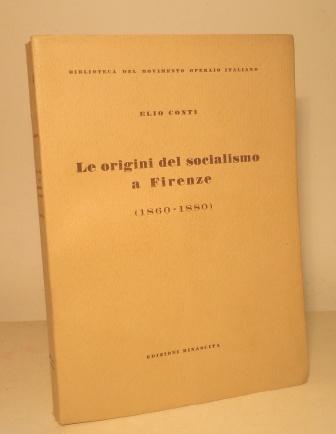 BIBLIOTECA DEL MOVIMENTO OPERAIO ITALIANO
ELIO CONTI
Le origini del socialismo
a Firenze
(1860-1880)
EDIZIONI RINASCITA